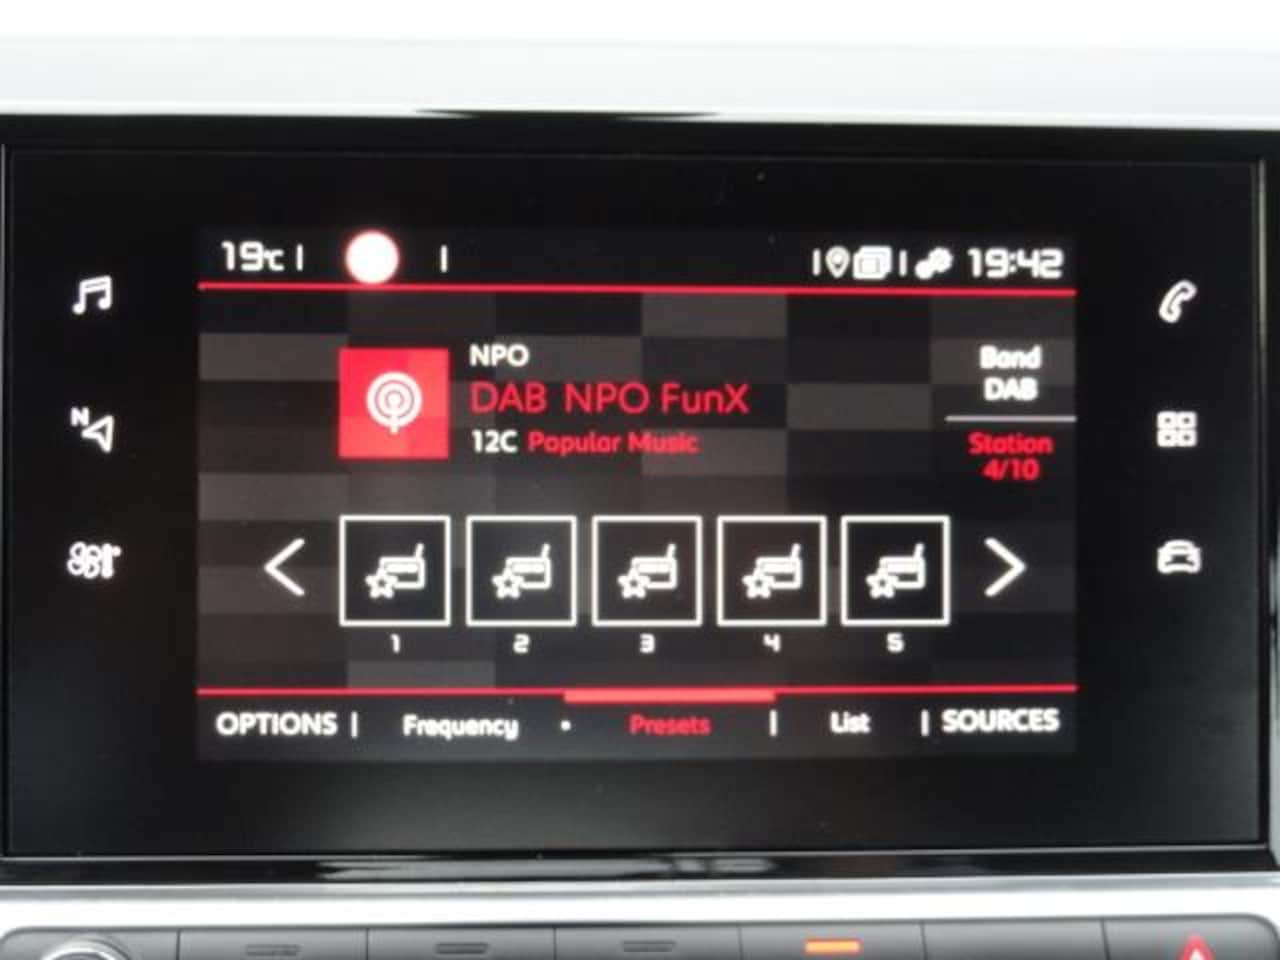 19°C | |
19:42
N
NPO
DAB NPO FunX
12C Popular Music
Band
DAB
Station
4/10
1 2 3 4 5
OPTIONS | Frequency • Presets | List | SOURCES